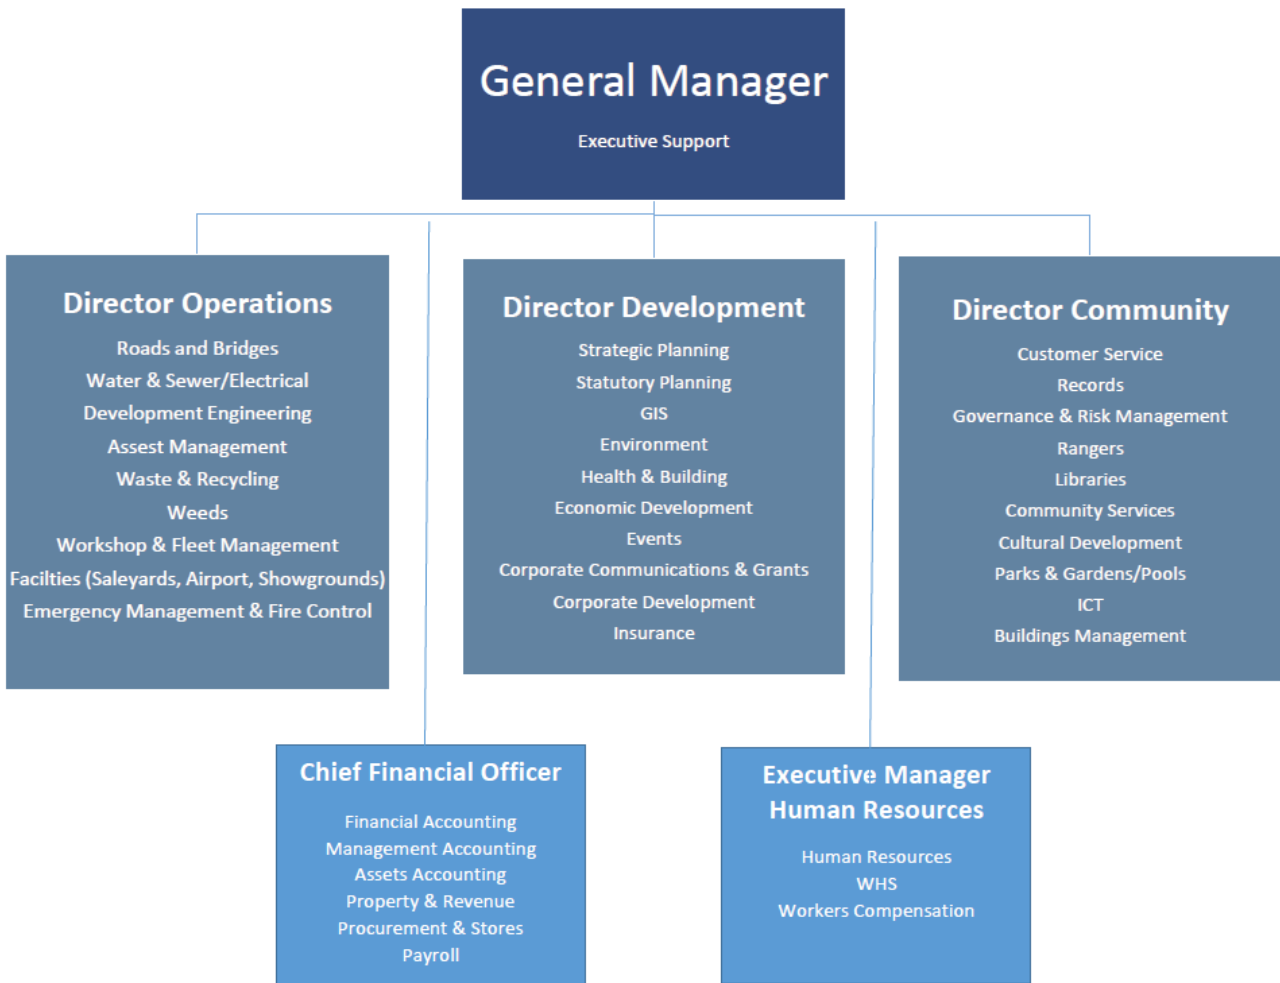 General Manager
Executive Support
Director Operations
Roads and Bridges
Water & Sewer/Electrical
Development Engineering
Assest Management
Waste & Recycling
Weeds
Workshop & Fleet Management
Facilties (Saleyards, Airport, Showgrounds)
Emergency Management & Fire Control
Director Development
Strategic Planning
Statutory Planning
GIS
Environment
Health & Building
Economic Development
Events
Corporate Communications & Grants
Corporate Development
Insurance
Director Community
Customer Service
Records
Governance & Risk Management
Rangers
Libraries
Community Services
Cultural Development
Parks & Gardens/Pools
ICT
Buildings Management
Chief Financial Officer
Financial Accounting
Management Accounting
Assets Accounting
Property & Revenue
Procurement & Stores
Payroll
Executive Manager
Human Resources
Human Resources
WHS
Workers Compensation